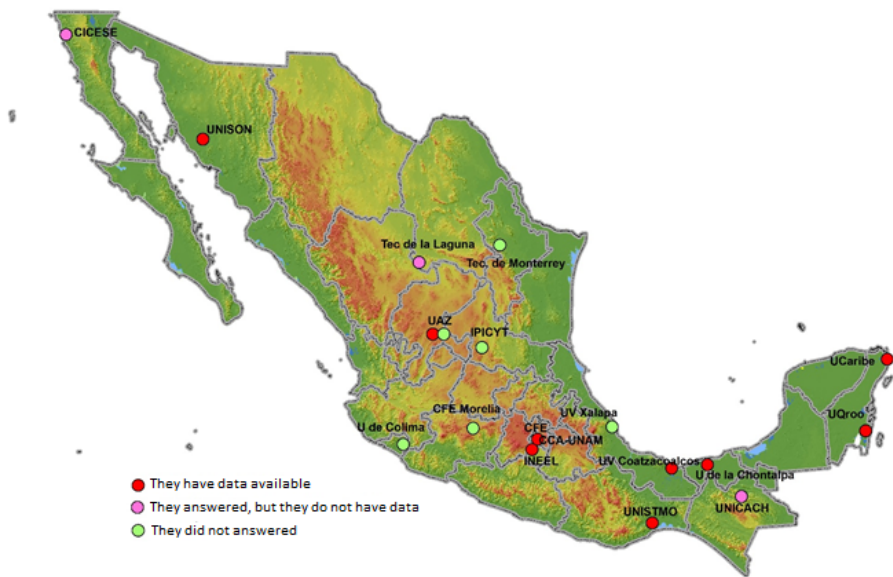 CICESE
UNISON
Tec de la Laguna
Tec. de Monterrey
UAZ
IPICYT
UCaribe
UQroo
CFE Morelia
UV Xalapa
U de Colima
CFE
CCA-UNAM
INEEL
UV Coatzacoalcos
U de la Chontalpa
UNICACH
UNISTMO
They have data available
They answered, but they do not have data
They did not answered